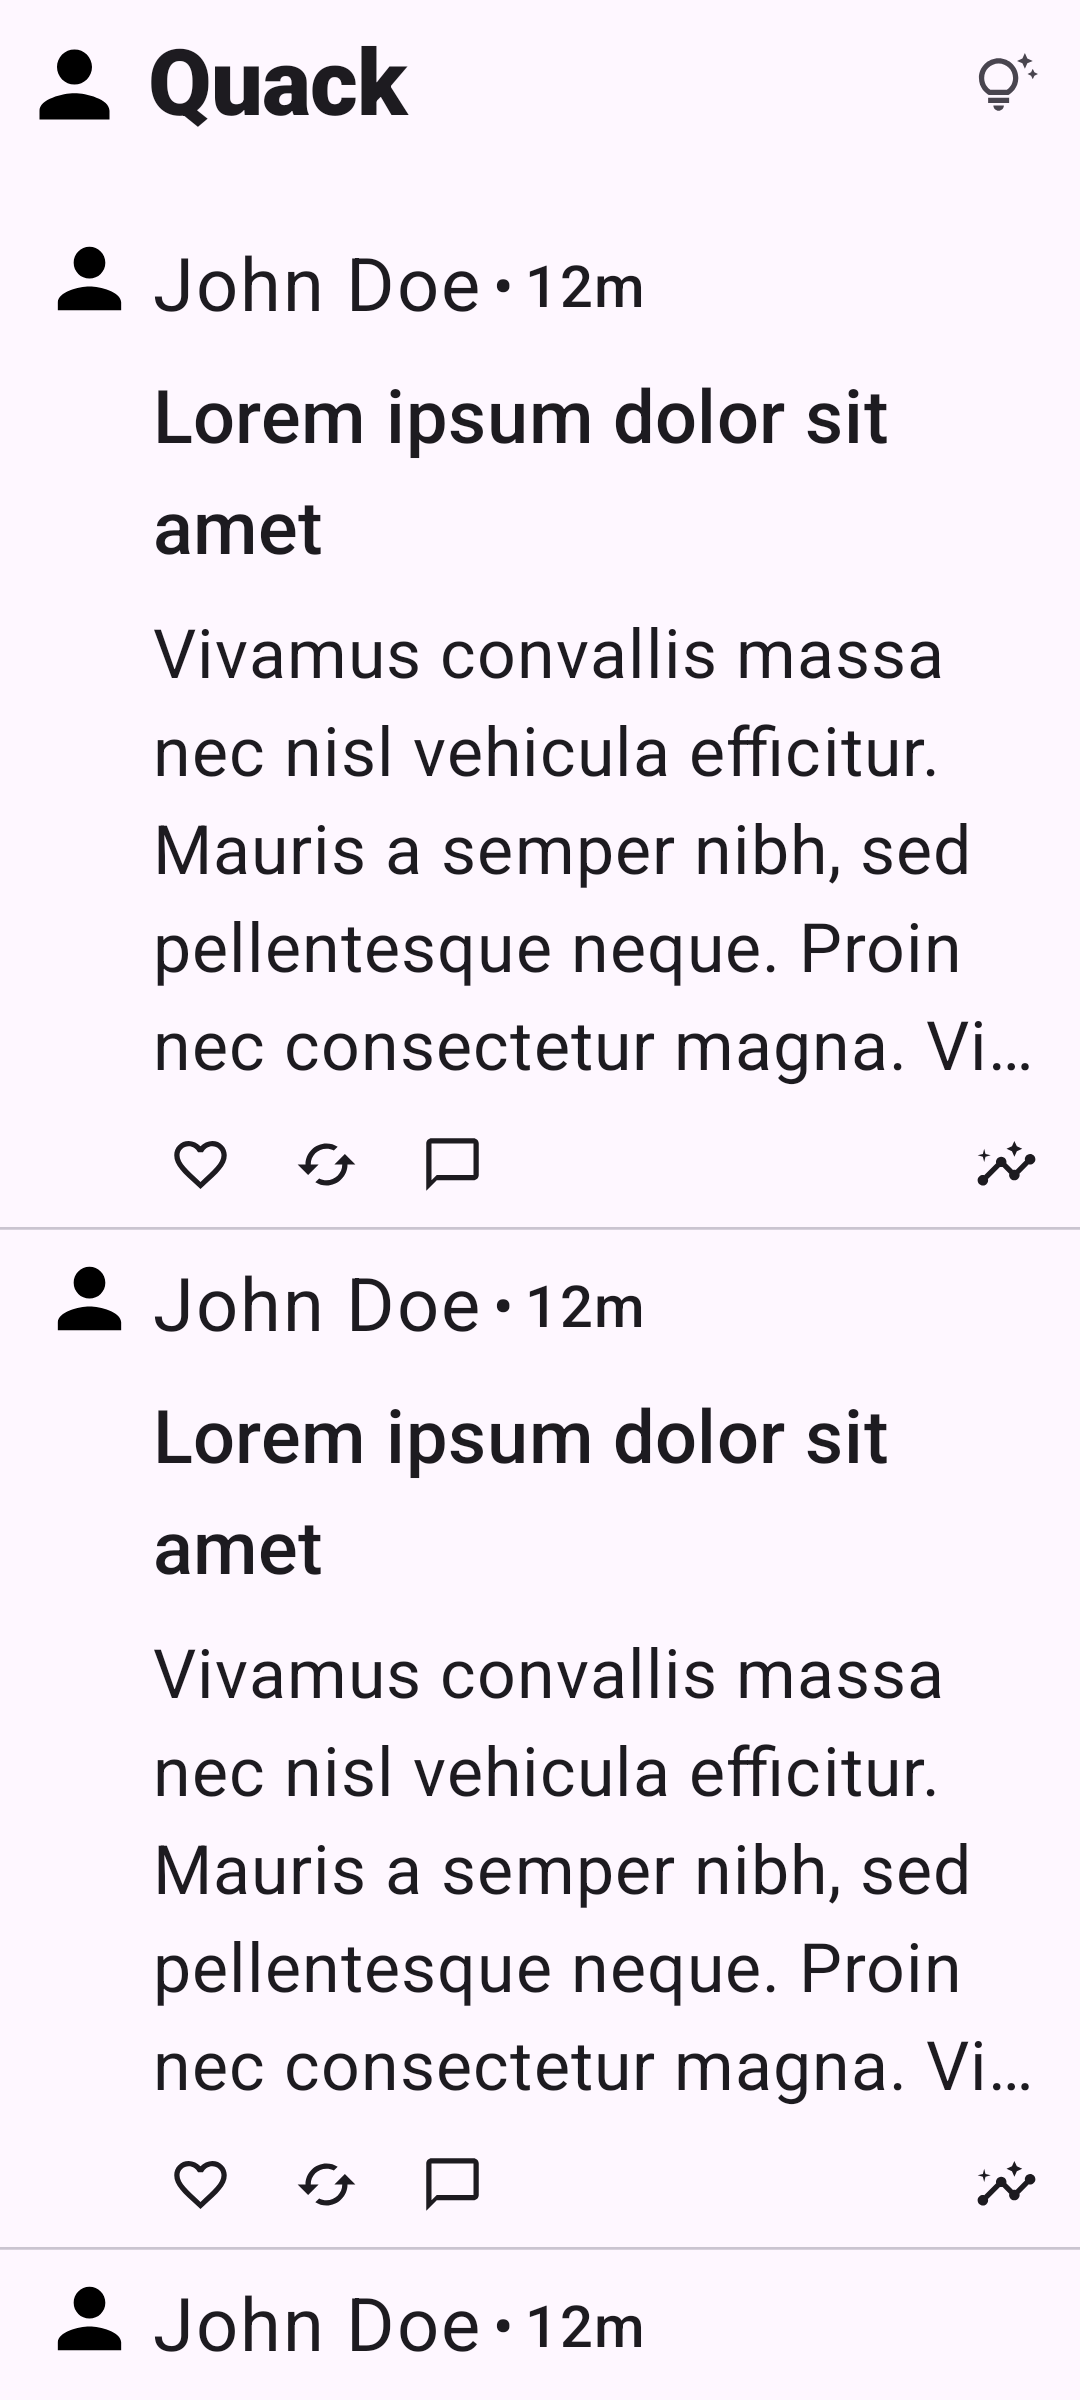 Quack
John Doe • 12m
Lorem ipsum dolor sit
amet
Vivamus convallis massa
nec nisl vehicula efficitur.
Mauris a semper nibh, sed
pellentesque neque. Proin
nec consectetur magna. Vi...
John Doe • 12m
Lorem ipsum dolor sit
amet
Vivamus convallis massa
nec nisl vehicula efficitur.
Mauris a semper nibh, sed
pellentesque neque. Proin
nec consectetur magna. Vi...
John Doe • 12m